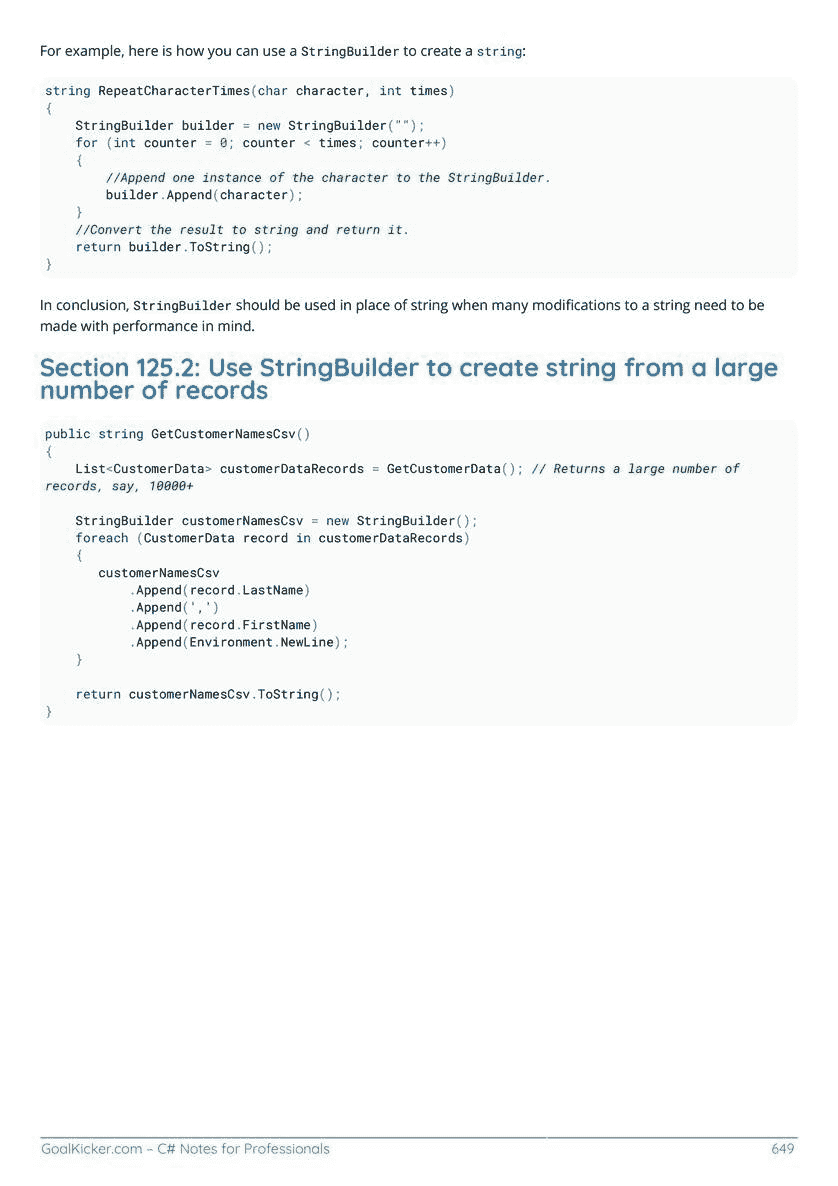 For example, here is how you can use a StringBuilder to create a string:
string RepeatCharacterTimes(char character, int times)
{
    StringBuilder builder = new StringBuilder("");
    for (int counter = 0; counter < times; counter++)
    {
        //Append one instance of the character to the StringBuilder.
        builder.Append(character);
    }
    //Convert the result to string and return it.
    return builder.ToString();
}
In conclusion, StringBuilder should be used in place of string when many modifications to a string need to be
made with performance in mind.
Section 125.2: Use StringBuilder to create string from a large
number of records
public string GetCustomerNamesCsv()
{
    List<CustomerData> customerDataRecords = GetCustomerData(); // Returns a large number of
records, say, 10000+
    StringBuilder customerNamesCsv = new StringBuilder();
    foreach (CustomerData record in customerDataRecords)
    {
       customerNamesCsv
           .Append(record.LastName)
           .Append(',')
           .Append(record.FirstName)
           .Append(Environment.NewLine);
    }
    return customerNamesCsv.ToString();
}
GoalKicker.com – C# Notes for Professionals 649